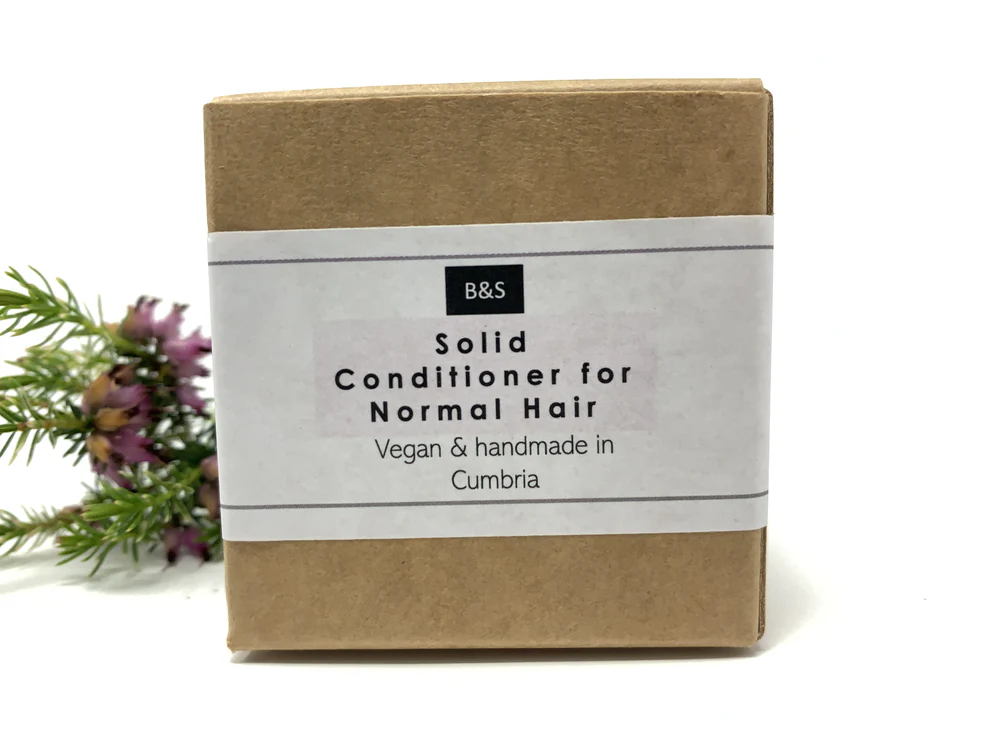 B&S
Solid
Conditioner for
Normal Hair
Vegan & handmade in
Cumbria